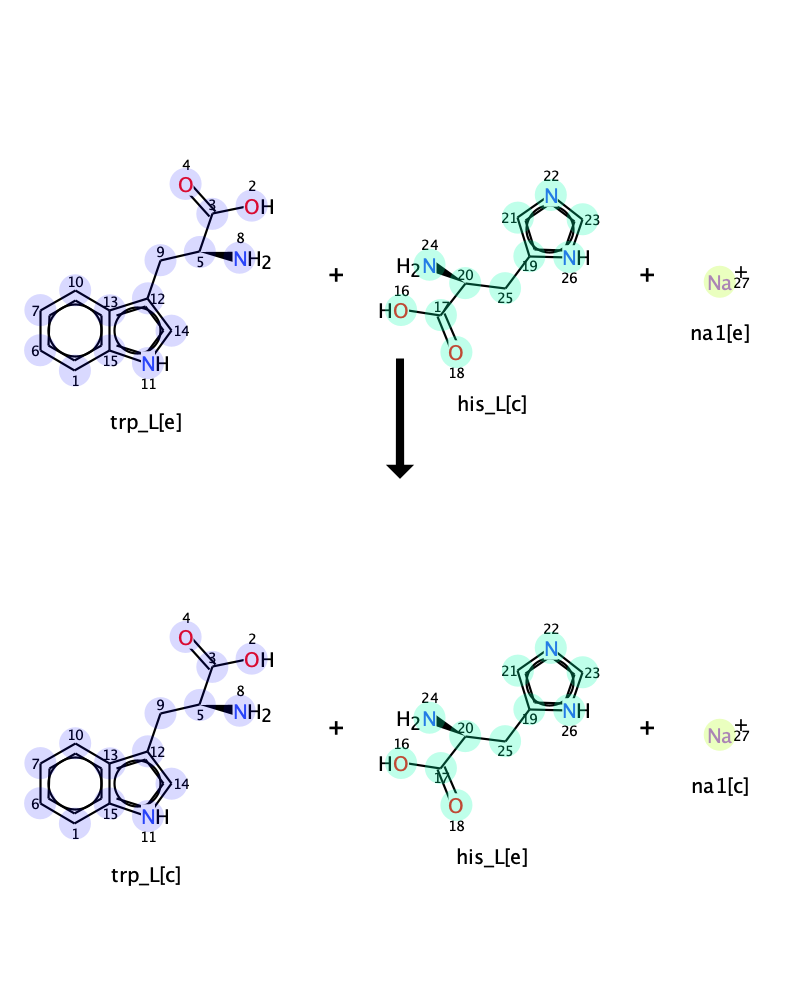 4
2
O
3
OH
8
9
5
NH2
10
13
12
7
14
6
15
NH
1
11
trp_L[e]
+
22
N
21
23
24
19
NH
H2N
20
26
16
25
HO
17
O
18
his_L[c]
+
Na+
27
na1[e]
4
2
O
3
OH
8
9
5
NH2
10
13
12
7
14
6
15
NH
1
11
trp_L[c]
+
22
N
21
23
24
19
NH
H2N
20
26
16
25
HO
17
O
18
his_L[e]
+
Na+
27
na1[c]